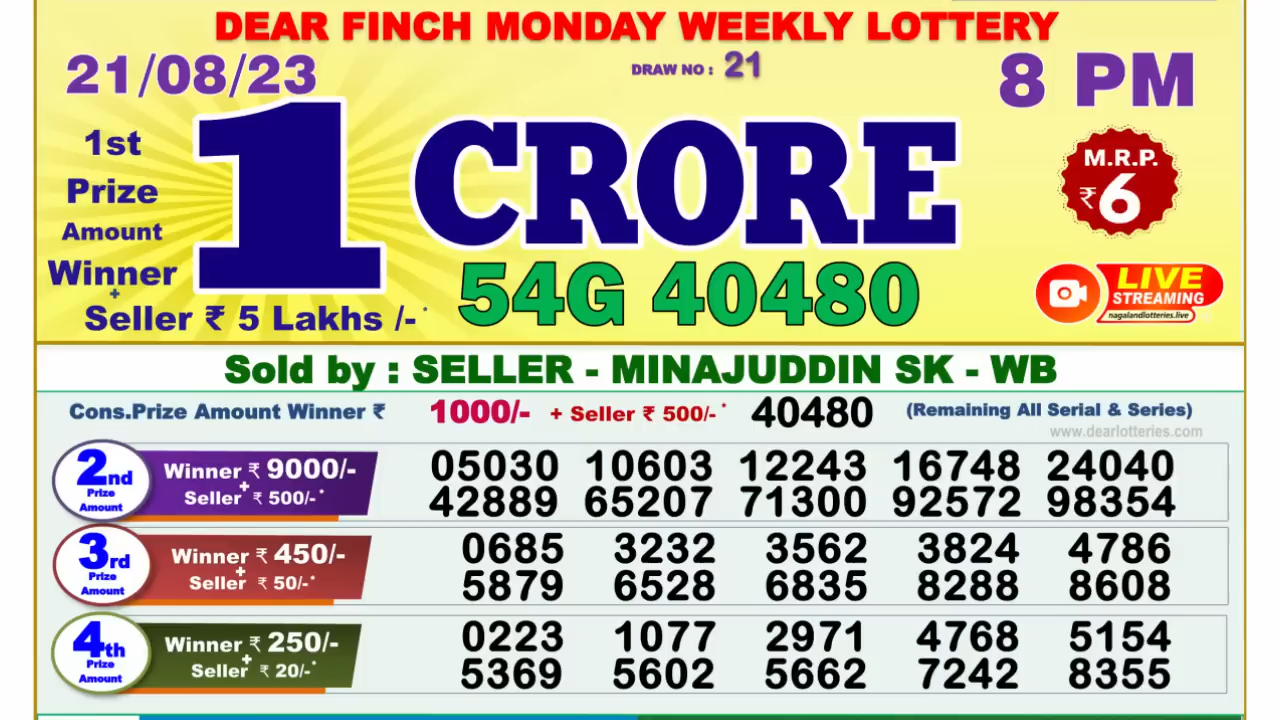 DEAR FINCH MONDAY WEEKLY LOTTERY
21/08/23
DRAW NO : 21
8 PM
1st
Prize
Amount
Winner
+
Seller ₹ 5 Lakhs /-*
1 CRORE
54G 40480
M.R.P.
₹6
LIVE
STREAMING
nagalandlotteries.live
Sold by : SELLER - MINAJUDDIN SK - WB
Cons.Prize Amount Winner ₹ 1000/- + Seller ₹ 500/-* 40480 (Remaining All Serial & Series)
www.dearlotteries.com
2nd
Prize
Amount
Winner ₹ 9000/-
+
Seller ₹ 500/-*
05030 10603 12243 16748 24040
42889 65207 71300 92572 98354
3rd
Prize
Amount
Winner ₹ 450/-
+
Seller ₹ 50/-*
0685 3232 3562 3824 4786
5879 6528 6835 8288 8608
4th
Prize
Amount
Winner ₹ 250/-
+
Seller ₹ 20/-*
0223 1077 2971 4768 5154
5369 5602 5662 7242 8355